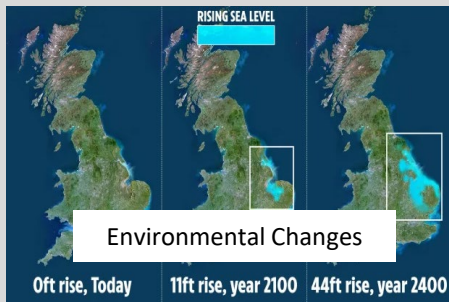 RISING SEA LEVEL
Environmental Changes
0ft rise, Today
11ft rise, year 2100
44ft rise, year 2400